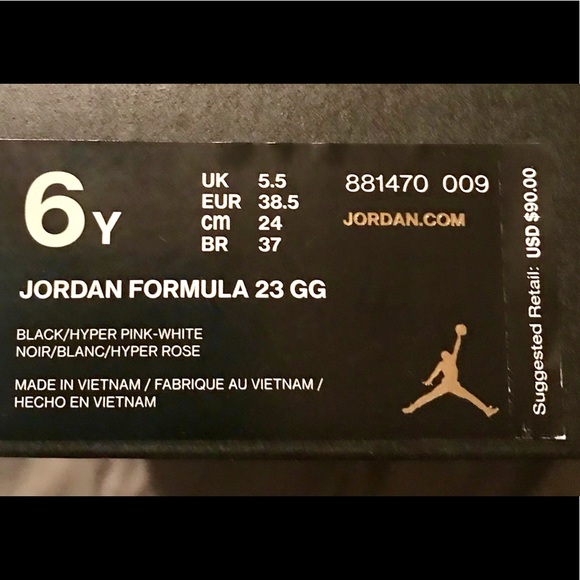 6Y
UK 5.5
EUR 38.5
cm 24
BR 37
881470 009
JORDAN.COM
JORDAN FORMULA 23 GG
BLACK/HYPER PINK-WHITE
NOIR/BLANC/HYPER ROSE
MADE IN VIETNAM / FABRIQUE AU VIETNAM /
HECHO EN VIETNAM
Suggested Retail: USD $90.00